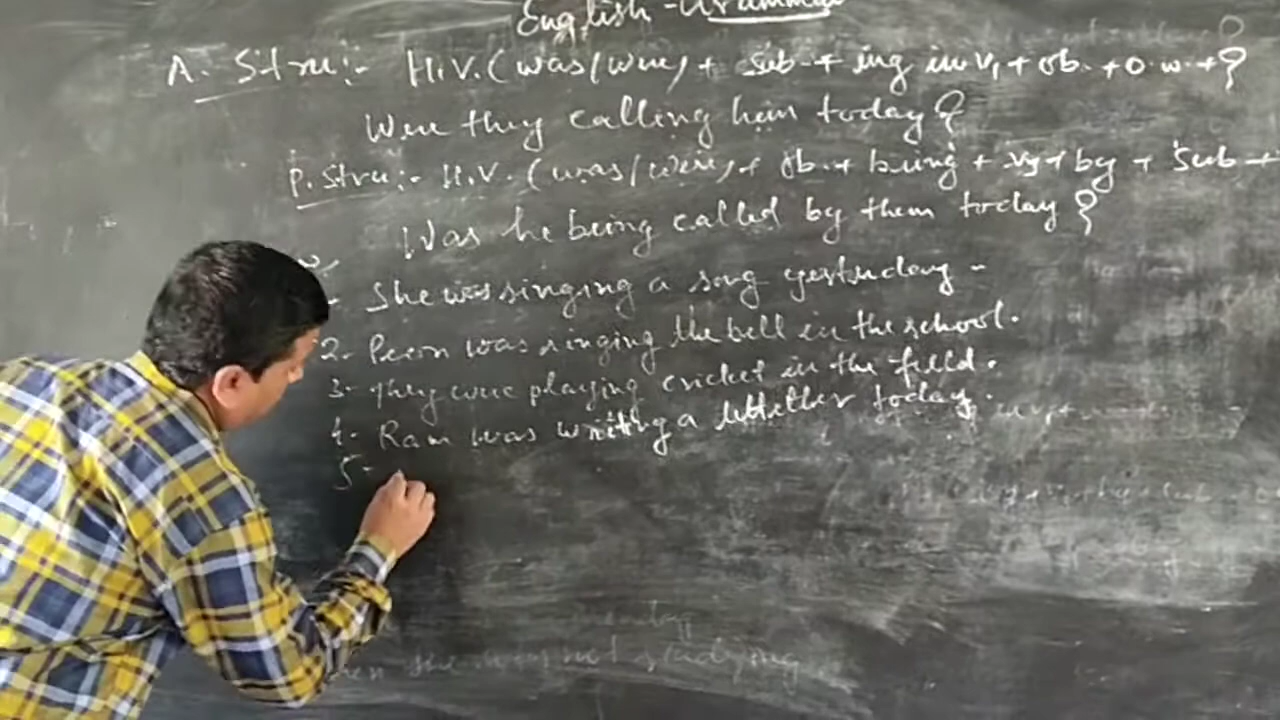 English - Grammar
A. Stru:- H.V. (was/were) + sub. + ing in V1 + ob. + o.w. + ?
Were they calling him today?
P. Stru:- H.V. (was/were) + ob. + being + V3 + by + sub +
Was he being called by them today?
She was singing a song yesterday -
2. Peon was ringing the bell in the school.
3- They were playing cricket in the field.
4- Ram was writing a letter today.
5-
not studying